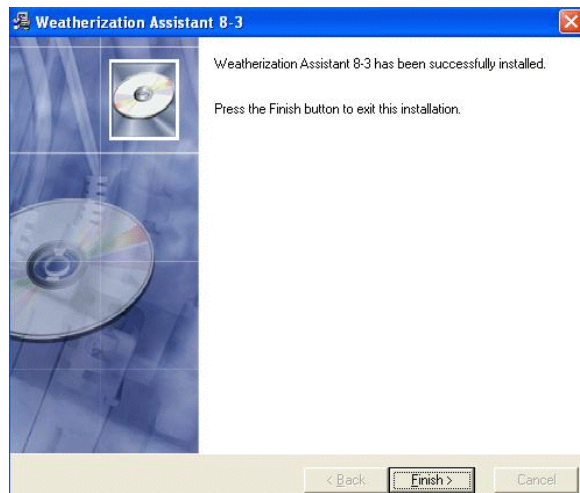 Weatherization Assistant 8-3
Weatherization Assistant 8-3 has been successfully installed.
Press the Finish button to exit this installation.
< Back
Finish >
Cancel